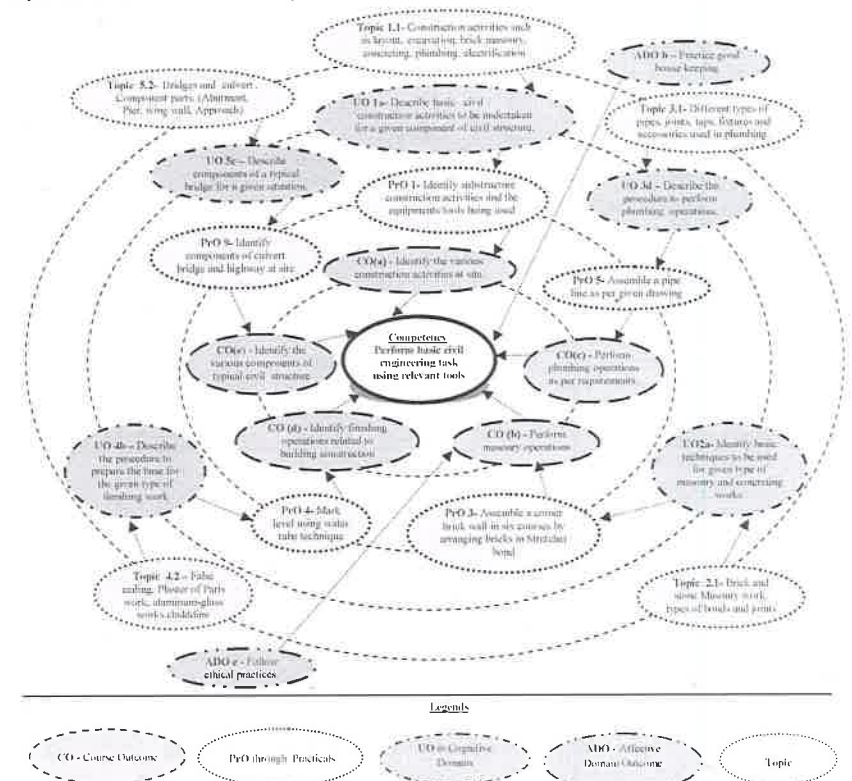 Topic 1.1- Construction activities such
as layout, excavation, brick masonry,
concreting, plumbing, electrification
ADO b – Practice good
house keeping
Topic 5.2- Bridges and culvert.
Component parts. (Abutment,
Pier, wing wall, Approach)
UO 1a- Describe basic civil
construction activities to be undertaken
for a given component of civil structure.
Topic 3.1- Different types of
pipes, joints, taps, fixtures and
accessories used in plumbing
UO 5c – Describe
components of a typical
bridge for a given situation.
PrO 1- Identify substructure
construction activities and the
equipments/tools being used
UO 3d – Describe the
procedure to perform
plumbing operations.
PrO 9- Identify
components of culvert
bridge and highway at site
CO(a) - Identify the various
construction activities at site.
PrO 5- Assemble a pipe
line as per given drawing
Competency
Perform basic civil
engineering task
using relevant tools
CO(e) - Identify the
various components of
typical civil structure
CO(c) - Perform
plumbing operations
as per requirements.
CO (d) - Identify finishing
operations related to
building construction
CO (b) - Perform
masonry operations
UO 4b – Describe
the procedure to
prepare the base for
the given type of
finishing work
UO2a- Identify basic
techniques to be used
for given type of
masonry and concreting
works
PrO 4- Mark
level using water
tube technique
PrO 3- Assemble a corner
brick wall in six courses by
arranging bricks in Stretcher
bond
Topic 4.2 – False
ceiling, Plaster of Paris
work, aluminum-glass
works cladding
Topic 2.1- Brick and
stone Masonry work,
types of bonds and joints
ADO e - Follow
ethical practices
Legends
CO - Course Outcome
PrO through Practicals
UO in Cognitive
Domain
ADO - Affective
Domain Outcome
Topic